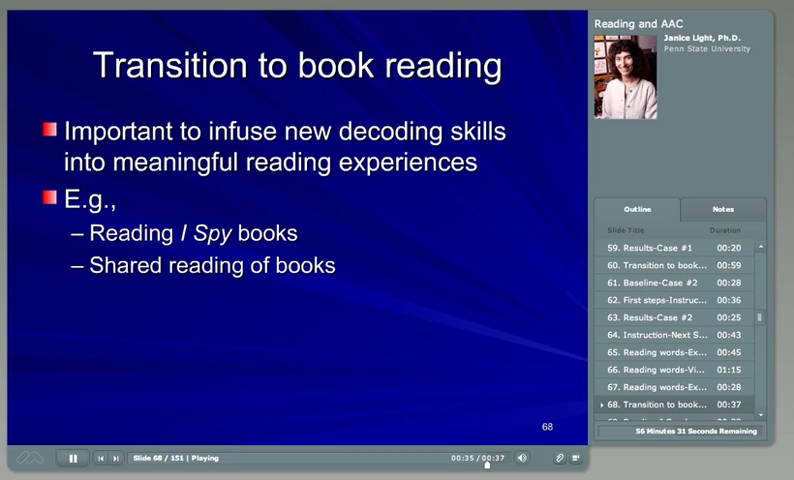 Transition to book reading
Important to infuse new decoding skills
into meaningful reading experiences
E.g.,
– Reading I Spy books
– Shared reading of books
68
Slide 68 / 151 | Playing
00:35 / 00:37
Reading and AAC
Janice Light, Ph.D.
Penn State University
Outline
Notes
Slide Title Duration
59. Results-Case #1 00:20
60. Transition to book... 00:59
61. Baseline-Case #2 00:28
62. First steps-Instruc... 00:36
63. Results-Case #2 00:25
64. Instruction-Next S... 00:43
65. Reading words-Ex... 00:45
66. Reading words-Vi... 01:15
67. Reading words-Ex... 00:28
68. Transition to book... 00:37
56 Minutes 31 Seconds Remaining